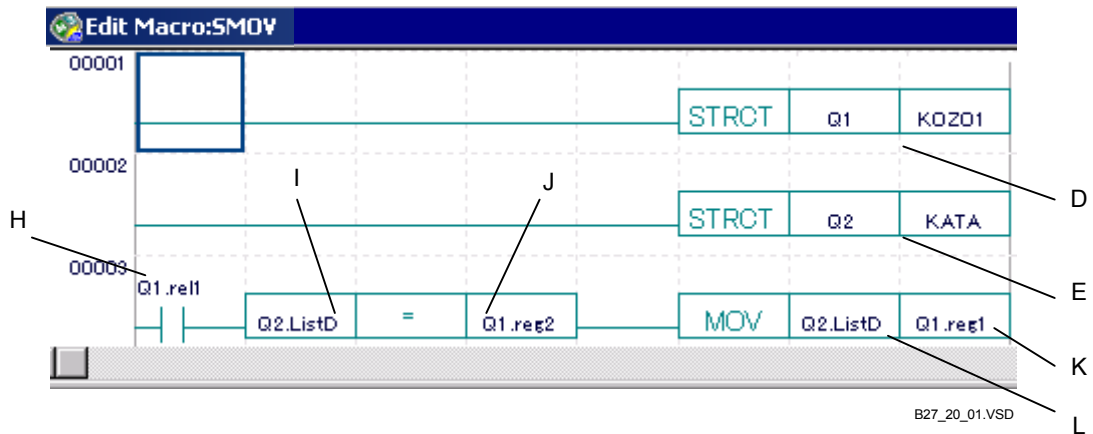 Edit Macro:SMOV
00001
STRCT Q1 KOZO1
D
00002
I J
STRCT Q2 KATA
H
E
00003
Q1.rel1
Q2.ListD = Q1.reg2 MOV Q2.ListD Q1.reg1
K
B27_20_01.VSD
L